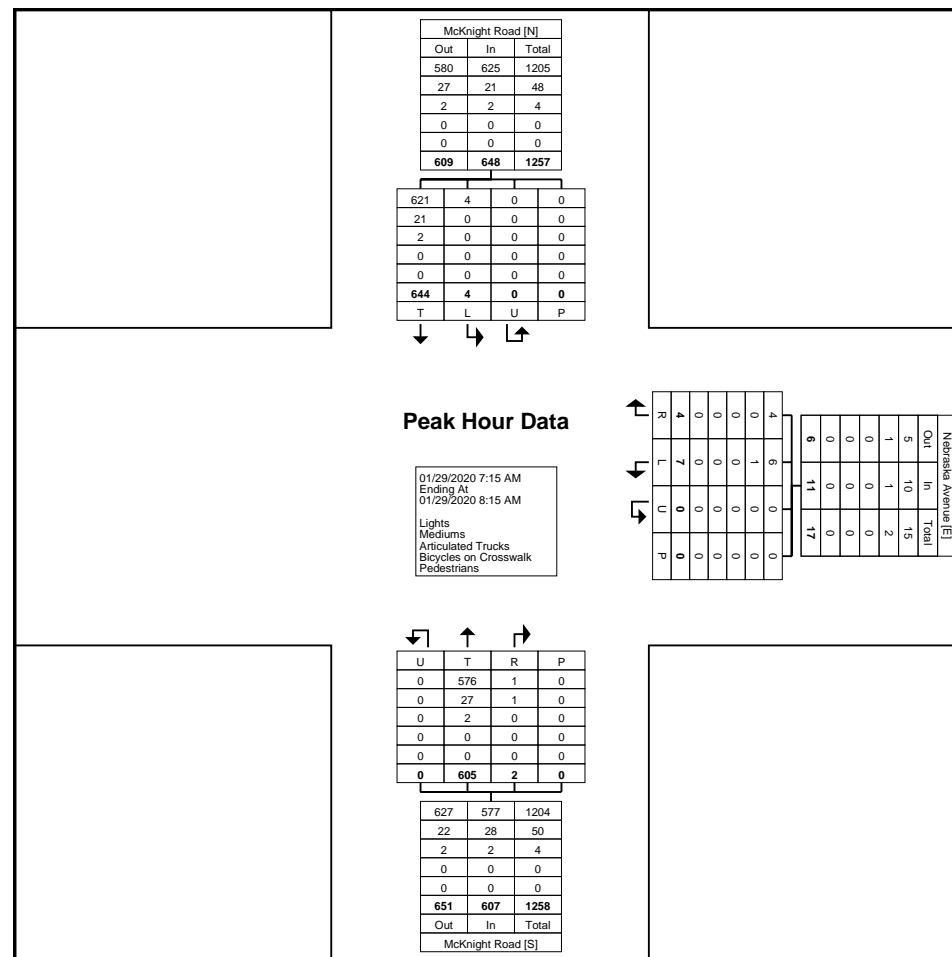 McKnight Road [N]
Out In Total
580 625 1205
27 21 48
2 2 4
0 0 0
0 0 0
609 648 1257
621 4 0 0
21 0 0 0
2 0 0 0
0 0 0 0
0 0 0 0
644 4 0 0
T L U P
Peak Hour Data
01/29/2020 7:15 AM
Ending At
01/29/2020 8:15 AM
Lights
Mediums
Articulated Trucks
Bicycles on Crosswalk
Pedestrians
Nebraska Avenue [E]
Out In Total
5 10 15
1 1 2
0 0 0
0 0 0
0 0 0
6 11 17
4 6 0 0
0 1 0 0
0 0 0 0
0 0 0 0
0 0 0 0
4 7 0 0
R L U P
U T R P
0 576 1 0
0 27 1 0
0 2 0 0
0 0 0 0
0 0 0 0
0 605 2 0
627 577 1204
22 28 50
2 2 4
0 0 0
0 0 0
651 607 1258
Out In Total
McKnight Road [S]